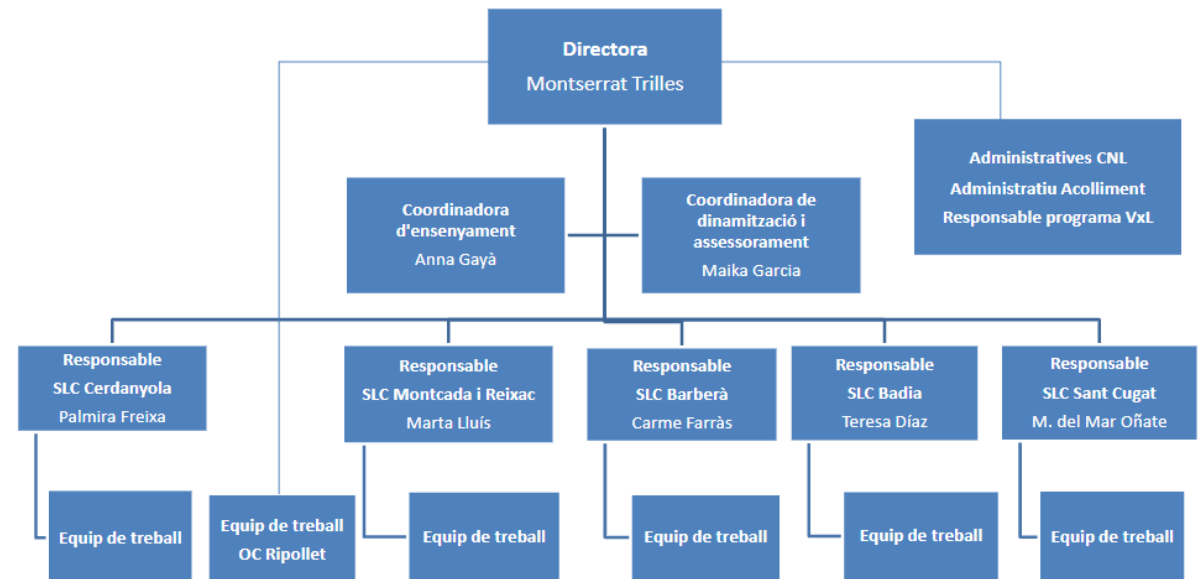 Directora
Montserrat Trilles
Administratives CNL
Administratiu Acolliment
Responsable programa VxL
Coordinadora
d'ensenyament
Anna Gayà
Coordinadora de
dinamització i
assessorament
Maika Garcia
Responsable
SLC Cerdanyola
Palmira Freixa
Responsable
SLC Montcada i Reixac
Marta Lluís
Responsable
SLC Barberà
Carme Farràs
Responsable
SLC Badia
Teresa Díaz
Responsable
SLC Sant Cugat
M. del Mar Oñate
Equip de treball
Equip de treball
OC Ripollet
Equip de treball
Equip de treball
Equip de treball
Equip de treball